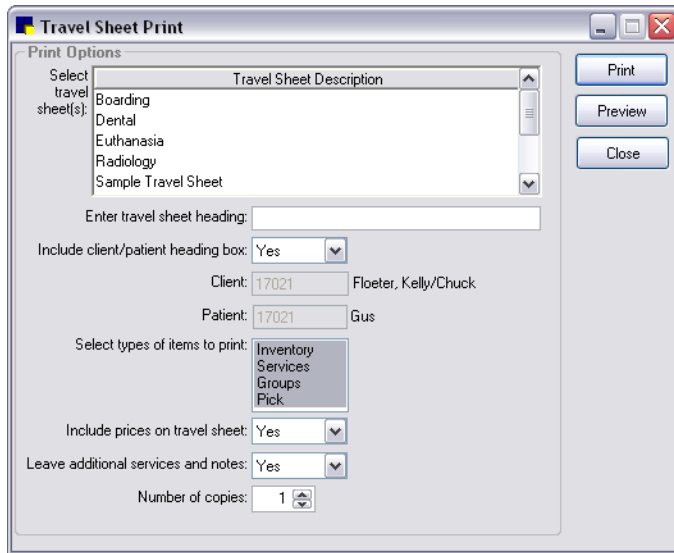 Travel Sheet Print
Print Options
Select travel sheet(s):
Travel Sheet Description
Boarding
Dental
Euthanasia
Radiology
Sample Travel Sheet
Print
Preview
Close
Enter travel sheet heading:
Include client/patient heading box: Yes
Client: 17021 Floeter, Kelly/Chuck
Patient: 17021 Gus
Select types of items to print:
Inventory
Services
Groups
Pick
Include prices on travel sheet: Yes
Leave additional services and notes: Yes
Number of copies: 1